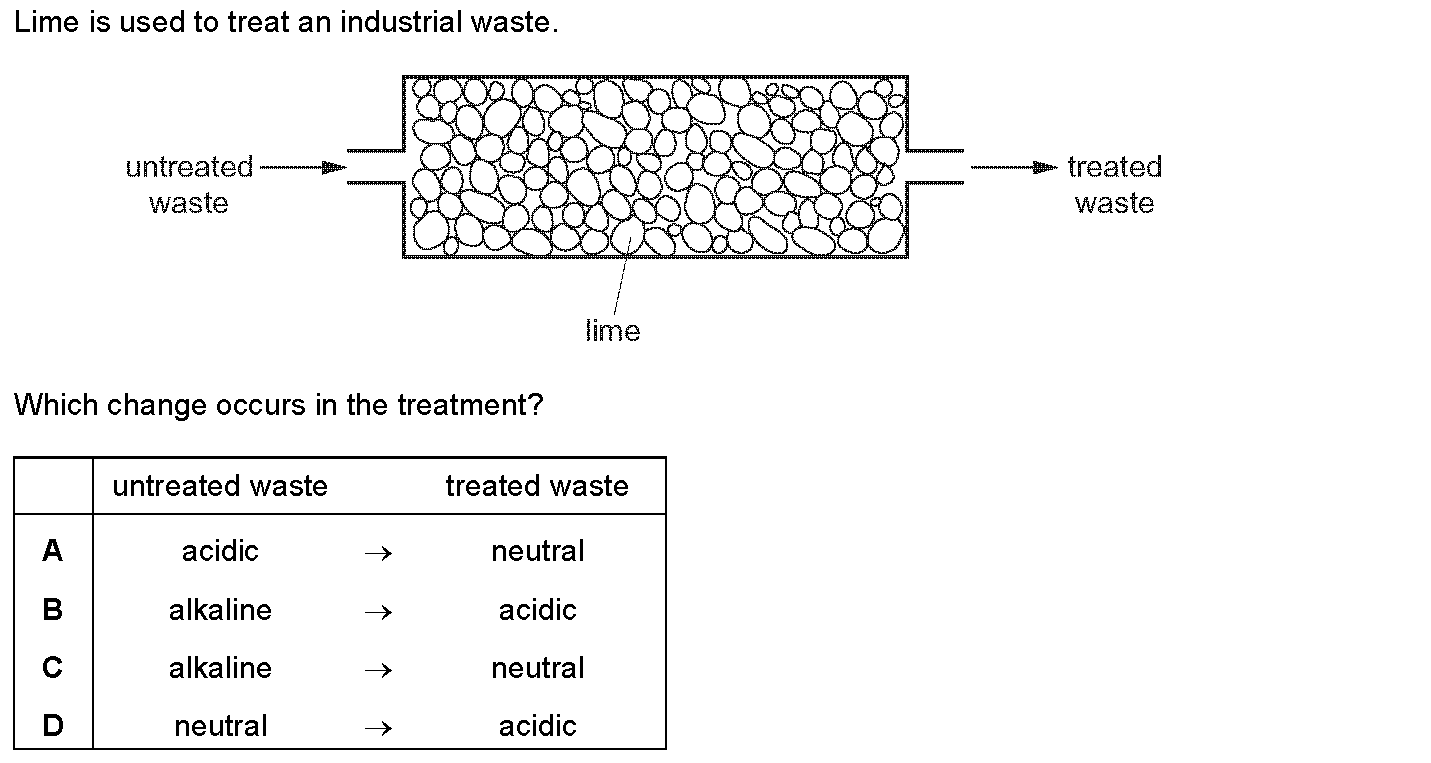 Lime is used to treat an industrial waste.
untreated waste
treated waste
lime
Which change occurs in the treatment?
untreated waste treated waste
A acidic → neutral
B alkaline → acidic
C alkaline → neutral
D neutral → acidic